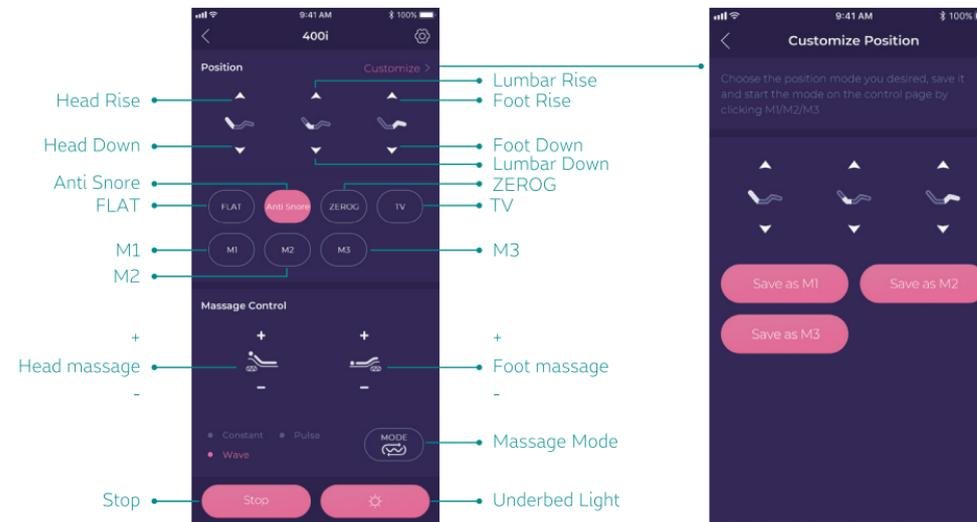 9:41 AM 100%
400i
Position Customize >
Head Rise
Head Down
Anti Snore
FLAT
M1
M2
Lumbar Rise
Foot Rise
Foot Down
Lumbar Down
ZEROG
TV
M3
FLAT Anti Snore ZEROG TV
M1 M2 M3
Massage Control
+ + + +
Head massage
Foot massage
- - - -
Constant Pulse
Wave
MODE
Massage Mode
Stop
Stop
Underbed Light
9:41 AM 100%
Customize Position
Choose the position mode you desired, save it
and start the mode on the control page by
clicking M1/M2/M3
Save as M1 Save as M2
Save as M3